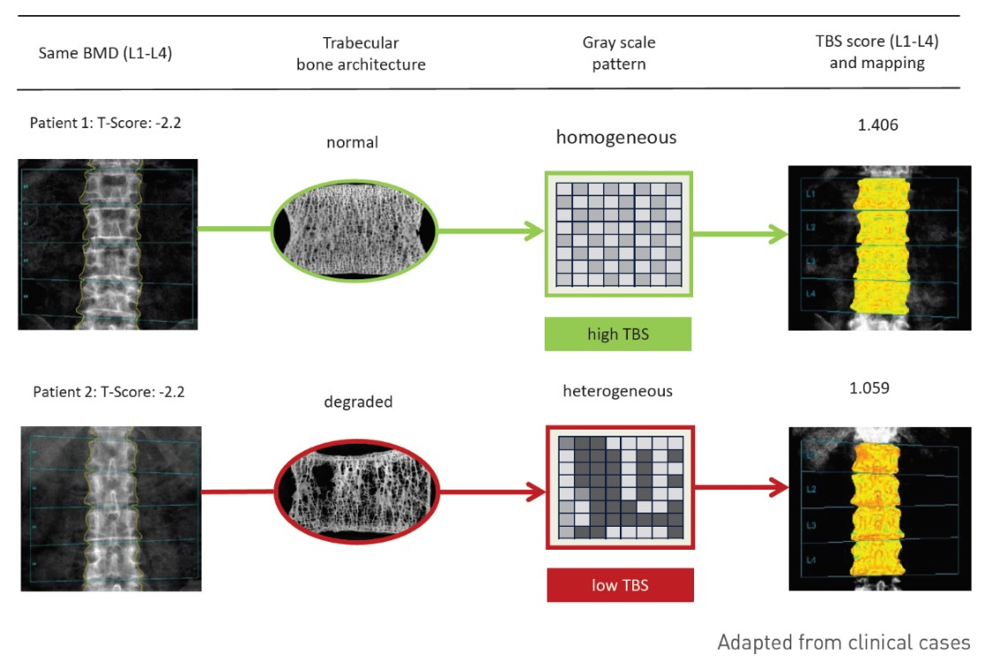 Same BMD (L1-L4)
Trabecular
bone architecture
Gray scale
pattern
TBS score (L1-L4)
and mapping
Patient 1: T-Score: -2.2
normal
homogeneous
1.406
L1
L2
L3
L4
high TBS
Patient 2: T-Score: -2.2
degraded
heterogeneous
1.059
L2
L3
L4
low TBS
Adapted from clinical cases